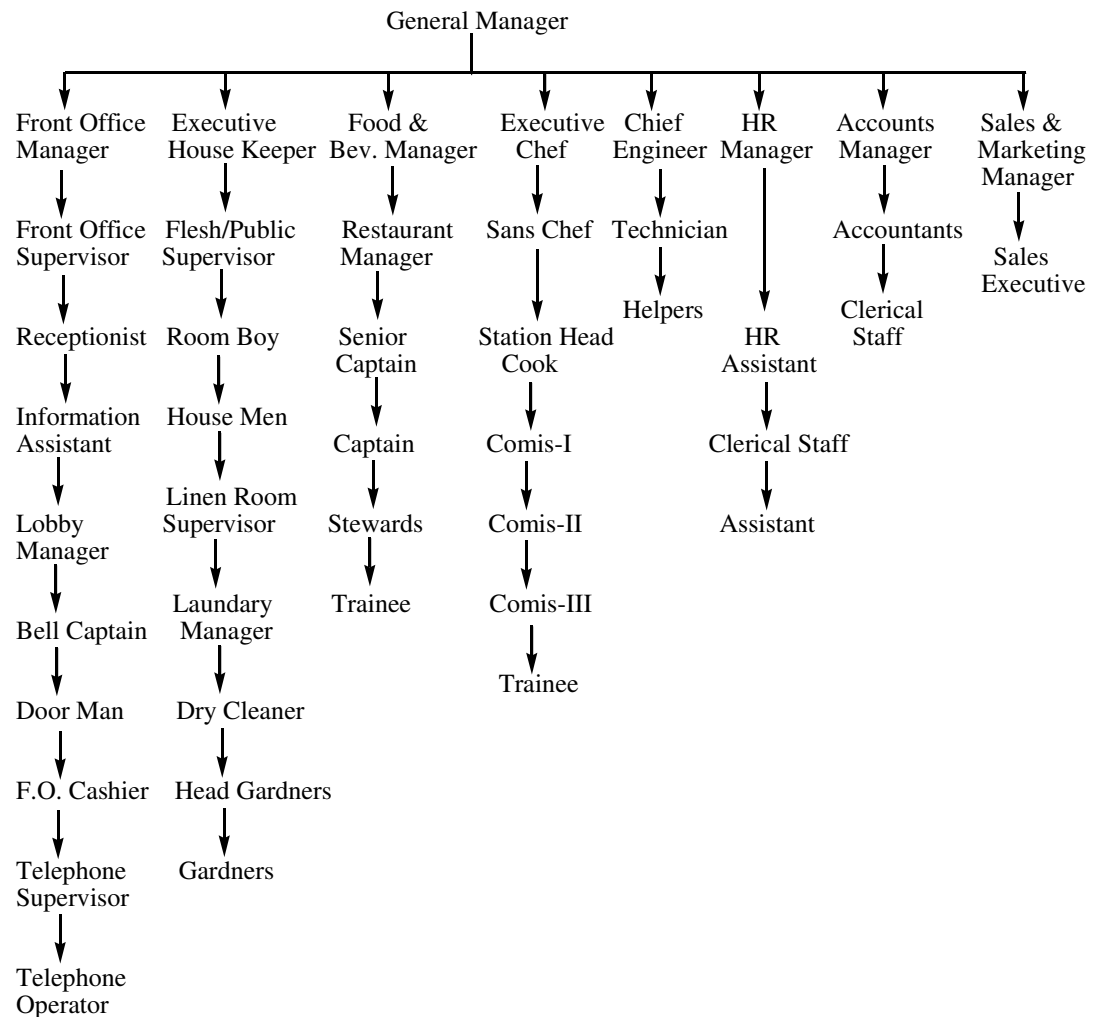 General Manager
Front Office
Manager
Executive
House Keeper
Food &
Bev. Manager
Executive
Chef
Chief
Engineer
HR
Manager
Accounts
Manager
Sales &
Marketing
Manager
Front Office
Supervisor
Flesh/Public
Supervisor
Restaurant
Manager
Sans Chef
Technician
Accountants
Sales
Executive
Helpers
Clerical
Staff
Receptionist
Room Boy
Senior
Captain
Station Head
Cook
HR
Assistant
Information
Assistant
House Men
Captain
Comis-I
Clerical Staff
Linen Room
Supervisor
Lobby
Manager
Stewards
Comis-II
Assistant
Laundary
Manager
Trainee
Comis-III
Bell Captain
Trainee
Door Man
Dry Cleaner
F.O. Cashier
Head Gardners
Telephone
Supervisor
Gardners
Telephone
Operator